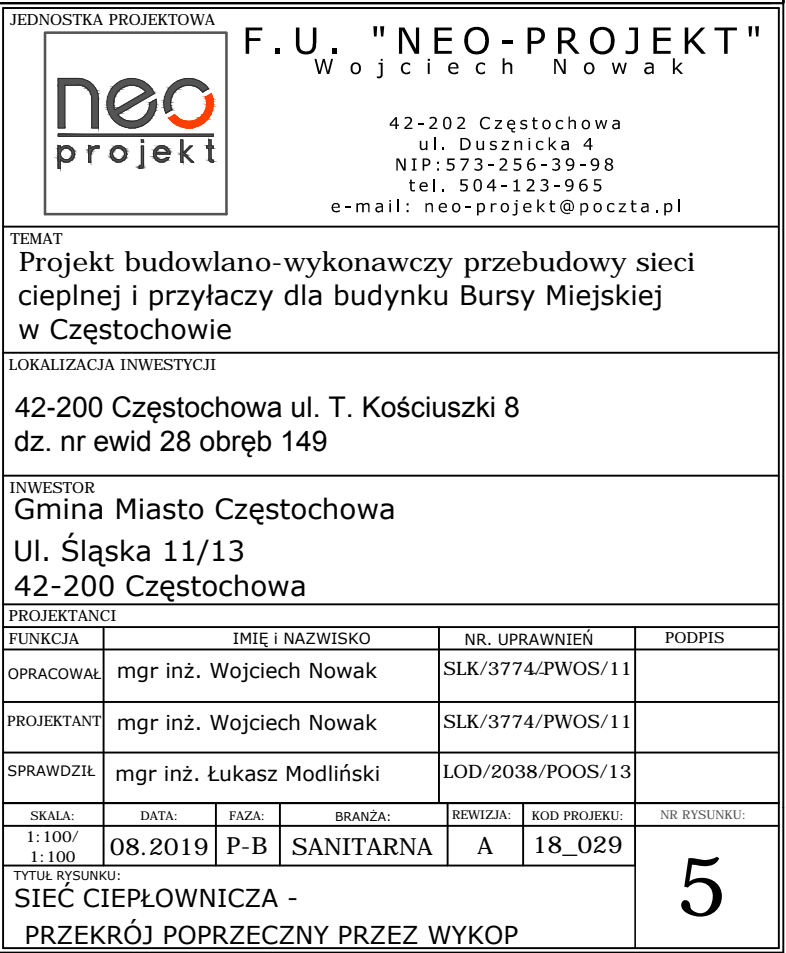 JEDNOSTKA PROJEKTOWA
neo
projekt
F.U. "NEO-PROJEKT"
Wojciech Nowak
42-202 Częstochowa
ul. Dusznicka 4
NIP:573-256-39-98
tel. 504-123-965
e-mail: neo-projekt@poczta.pl
TEMAT
Projekt budowlano-wykonawczy przebudowy sieci
cieplnej i przyłaczy dla budynku Bursy Miejskiej
w Częstochowie
LOKALIZACJA INWESTYCJI
42-200 Częstochowa ul. T. Kościuszki 8
dz. nr ewid 28 obręb 149
INWESTOR
Gmina Miasto Częstochowa
Ul. Śląska 11/13
42-200 Częstochowa
PROJEKTANCI
FUNKCJA IMIĘ i NAZWISKO NR. UPRAWNIEŃ PODPIS
OPRACOWAŁ mgr inż. Wojciech Nowak SLK/3774/PWOS/11
PROJEKTANT mgr inż. Wojciech Nowak SLK/3774/PWOS/11
SPRAWDZIŁ mgr inż. Łukasz Modliński LOD/2038/POOS/13
SKALA: DATA: FAZA: BRANŻA: REWIZJA: KOD PROJEKU: NR RYSUNKU:
1:100/
1:100
08.2019 P-B SANITARNA A 18_029
5
TYTUŁ RYSUNKU:
SIEĆ CIEPŁOWNICZA -
PRZEKRÓJ POPRZECZNY PRZEZ WYKOP